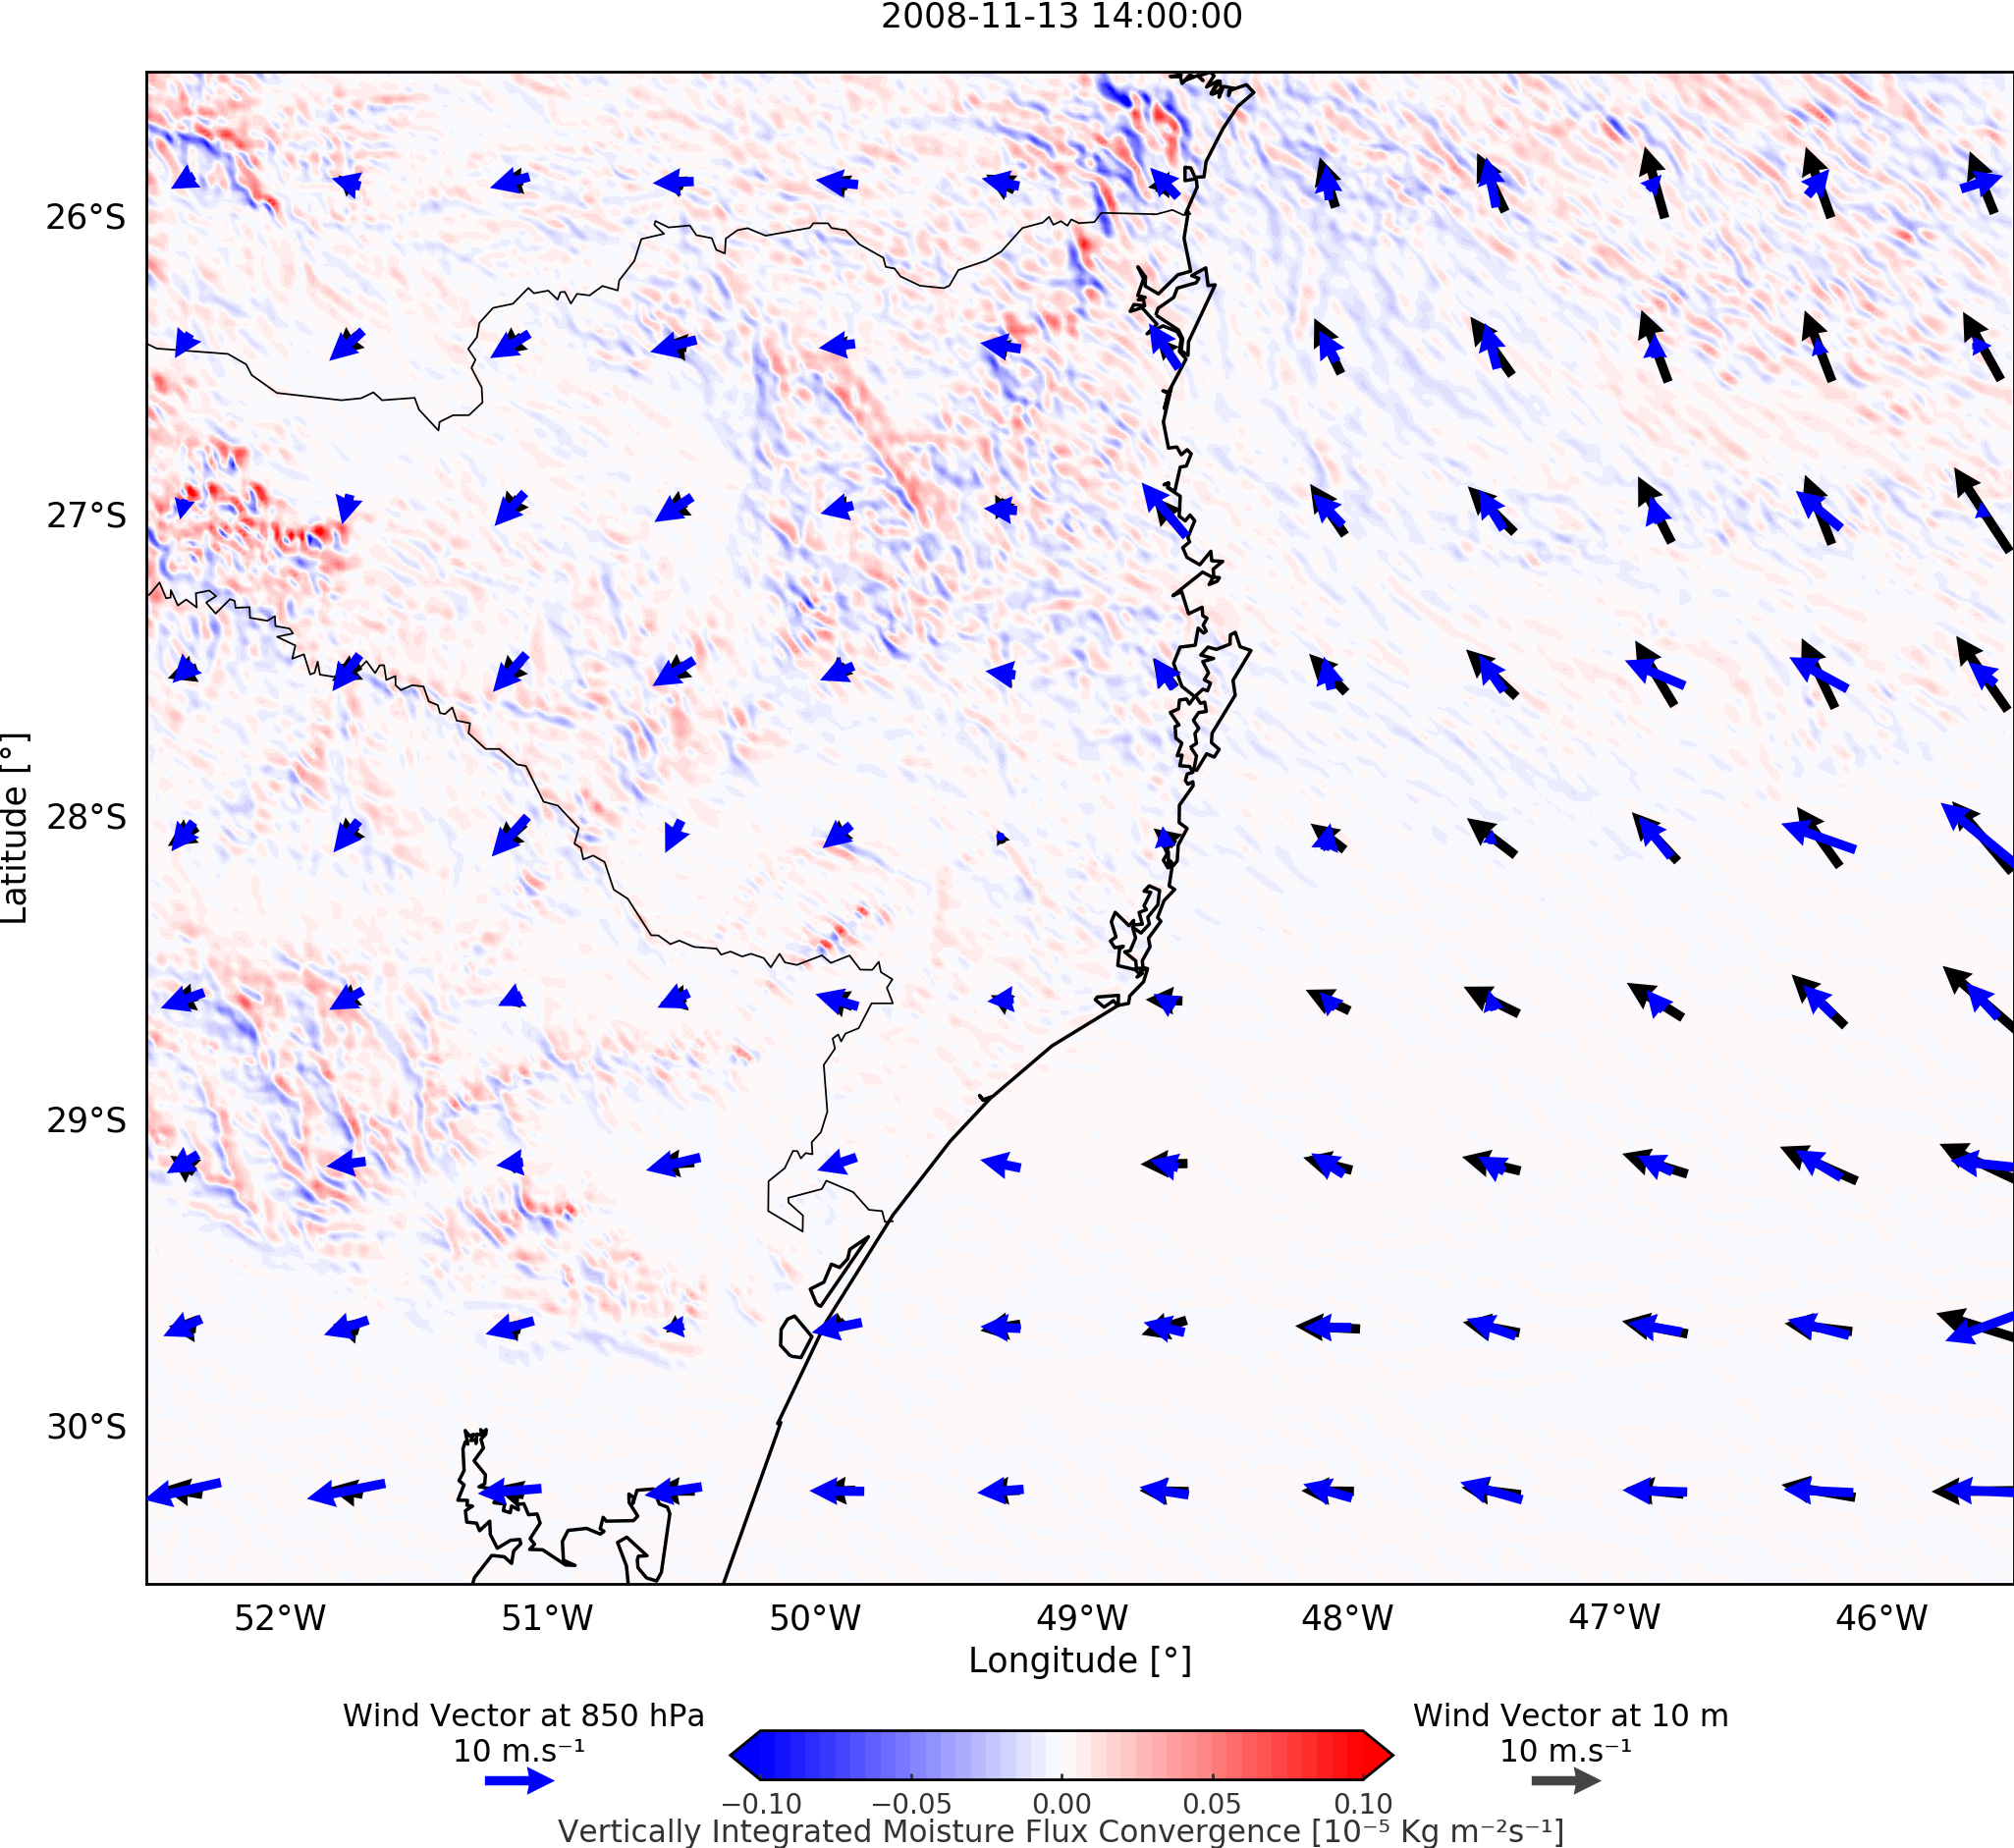 2008-11-13 14:00:00
26°S
27°S
28°S
29°S
30°S
Latitude [°]
52°W 51°W 50°W 49°W 48°W 47°W 46°W
Longitude [°]
Wind Vector at 850 hPa
10 m.s⁻¹
Wind Vector at 10 m
10 m.s⁻¹
−0.10 −0.05 0.00 0.05 0.10
Vertically Integrated Moisture Flux Convergence [10⁻⁵ Kg m⁻²s⁻¹]